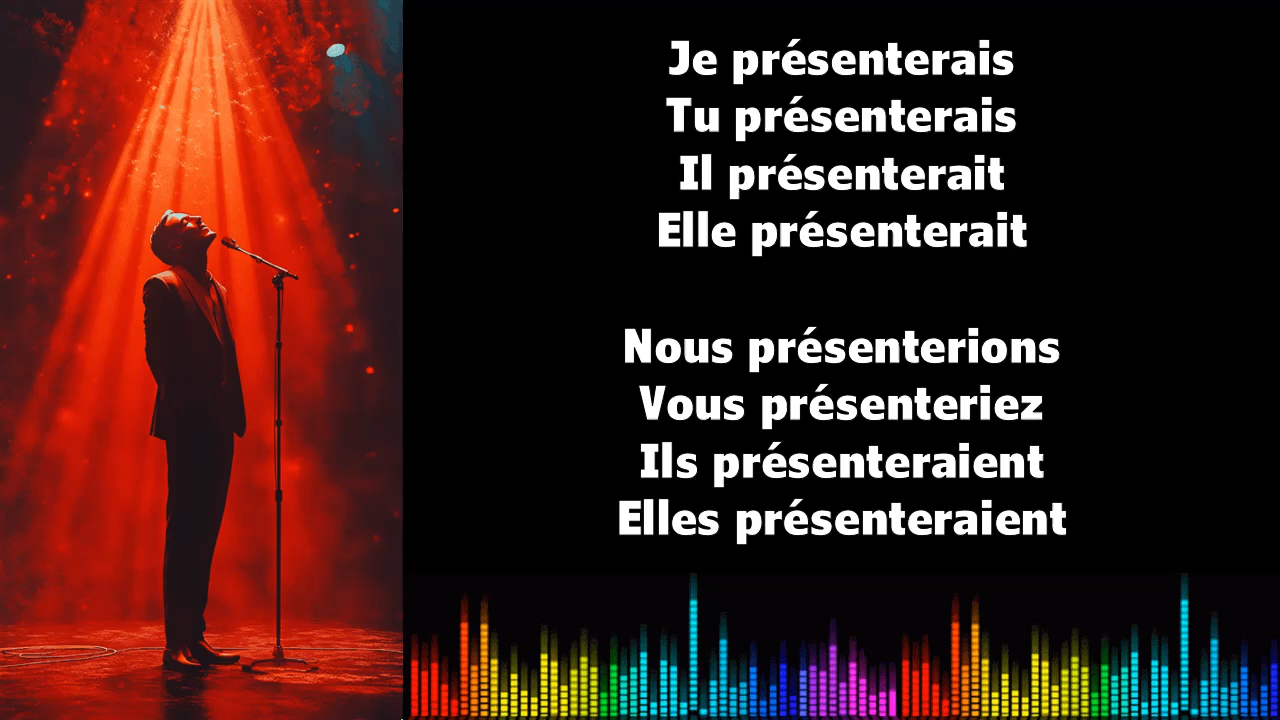 Je présenterais
Tu présenterais
Il présenterait
Elle présenterait
Nous présenterions
Vous présenteriez
Ils présenteraient
Elles présenteraient